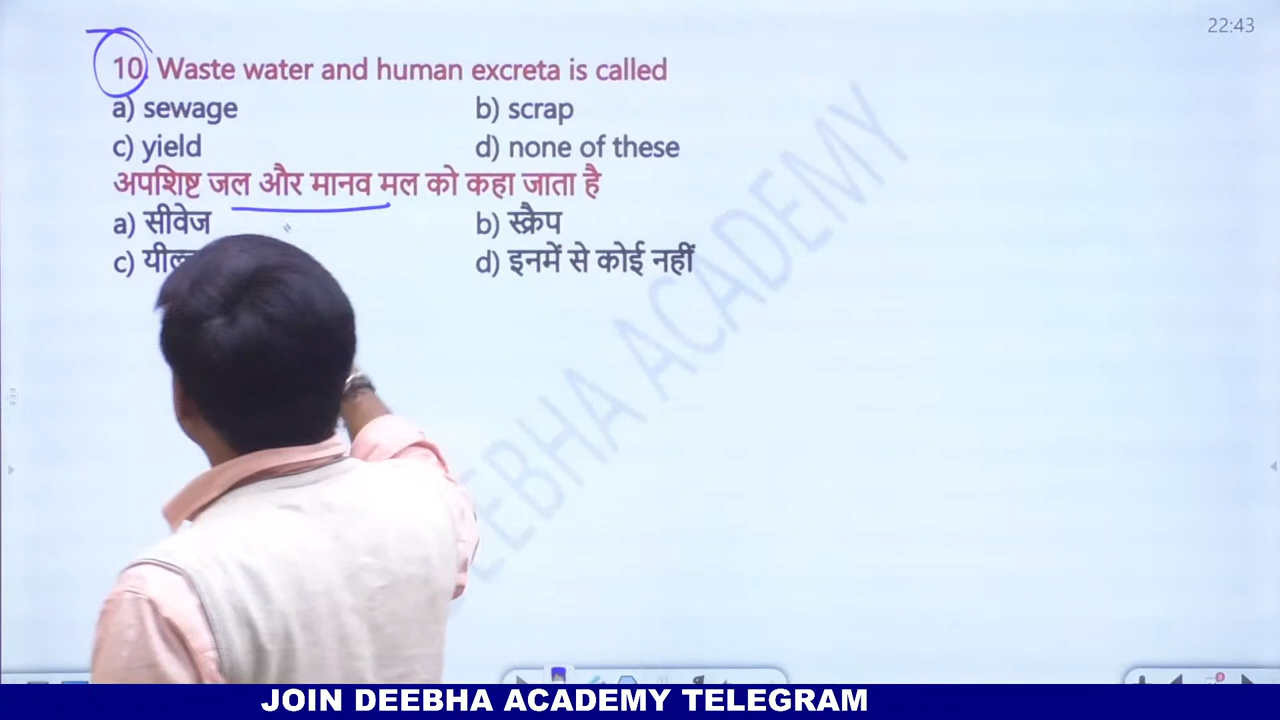 22:43
10. Waste water and human excreta is called
a) sewage b) scrap
c) yield d) none of these
अपशिष्ट जल और मानव मल को कहा जाता है
a) सीवेज b) स्क्रैप
c) d) इनमें से कोई नहीं
EEBHA ACADEMY
JOIN DEEBHA ACADEMY TELEGRAM